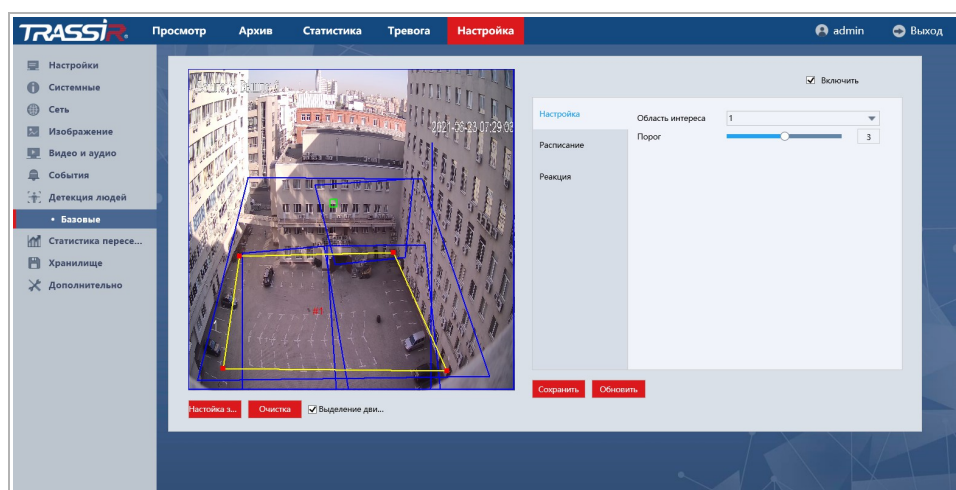 TRASSIR
Просмотр Архив Статистика Тревога Настройка admin Выход
Настройки
Системные
Сеть
Изображение
Видео и аудио
События
Детекция людей
• Базовые
Статистика пересе...
Хранилище
Дополнительно
2021-06-23 07:29:08
#1
Настойка з... Очистка Выделение дви...
Включить
Настройка
Расписание
Реакция
Область интереса 1
Порог 3
Сохранить Обновить